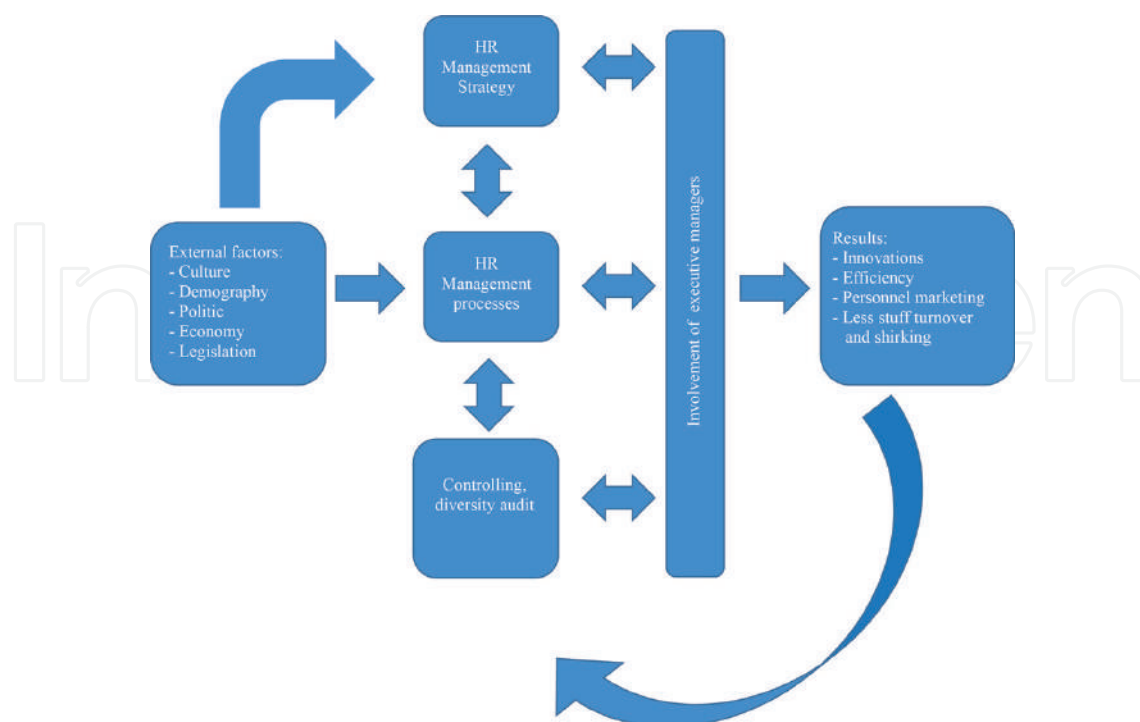 HR
Management
Strategy
External factors:
- Culture
- Demography
- Politic
- Economy
- Legislation
HR
Management
processes
Controlling,
diversity audit
Involvement of executive managers
Results:
- Innovations
- Efficiency
- Personnel marketing
- Less stuff turnover
and shirking